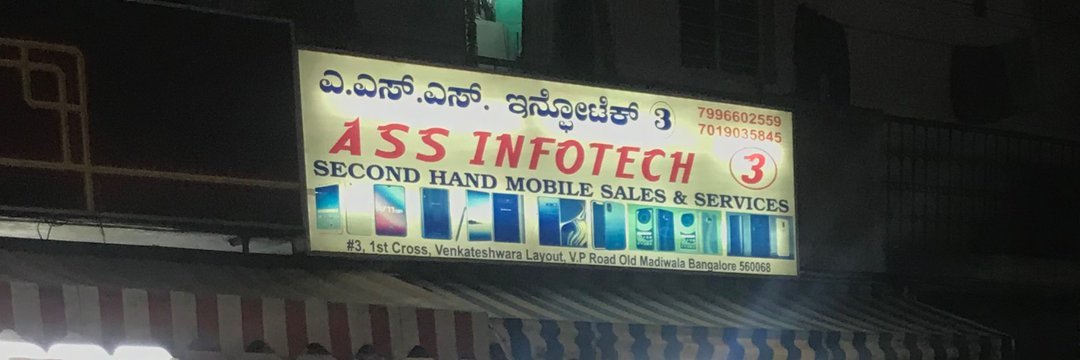 ಎ.ಎಸ್.ಎಸ್. ಇನ್ಫೋಟೆಕ್ 3
7996602559
7019035845
ASS INFOTECH 3
SECOND HAND MOBILE SALES & SERVICES
#3, 1st Cross, Venkateshwara Layout, V.P Road Old Madiwala Bangalore 560068